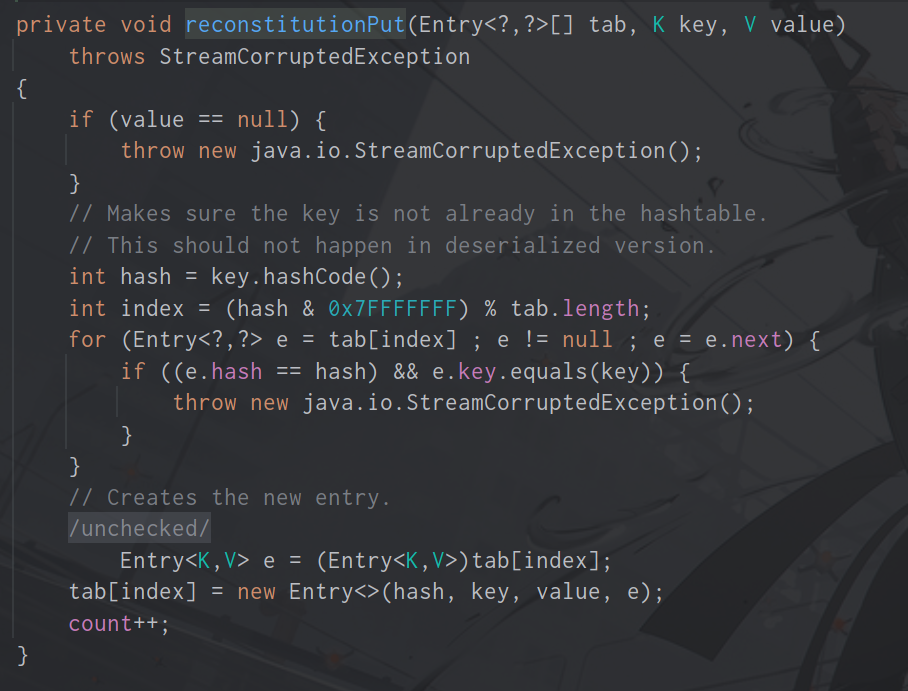 private void reconstitutionPut(Entry<?,?>[] tab, K key, V value)
    throws StreamCorruptedException
{
    if (value == null) {
        throw new java.io.StreamCorruptedException();
    }
    // Makes sure the key is not already in the hashtable.
    // This should not happen in deserialized version.
    int hash = key.hashCode();
    int index = (hash & 0x7FFFFFFF) % tab.length;
    for (Entry<?,?> e = tab[index] ; e != null ; e = e.next) {
        if ((e.hash == hash) && e.key.equals(key)) {
            throw new java.io.StreamCorruptedException();
        }
    }
    // Creates the new entry.
    /unchecked/
        Entry<K,V> e = (Entry<K,V>)tab[index];
    tab[index] = new Entry<>(hash, key, value, e);
    count++;
}